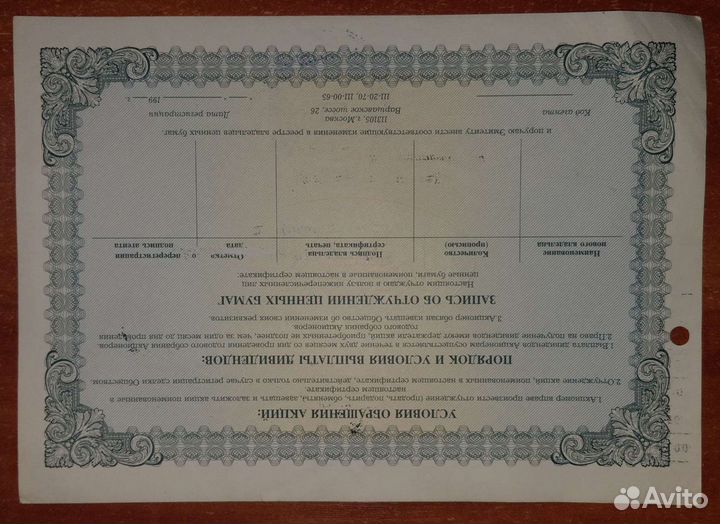 УСЛОВИЯ ОБРАЩЕНИЯ АКЦИЙ:
1.Акционер вправе произвести отчуждение (продать, подарить, обменять, завещать), заложить акции поименованные в
настоящем сертификате.
2.Отчуждение акций, поименованных в настоящем сертификате, действительно только в случае регистрации сделки Обществом.
ПОРЯДОК И УСЛОВИЯ ВЫПЛАТЫ ДИВИДЕНДОВ:
1.Выплата дивидендов Акционерам осуществляется в течение двух месяцев со дня проведения годового собрания Акционеров.
2.Право на получение дивидендов имеют держатели акций, приобретенных не позднее, чем за один месяц до дня проведения
годового собрания Акционеров.
3.Акционер обязан извещать Общество об изменении своих реквизитов.
ЗАПИСЬ ОБ ОТЧУЖДЕНИИ ЦЕННЫХ БУМАГ
Настоящим отчуждаю в пользу нижеперечисленных лиц
ценные бумаги, поименованные в настоящем сертификате:
Наименование нового владельца
Количество (прописью)
Подпись владельца сертификата, печать
Отметка о перерегистрации дата, подпись агента
и поручаю Эмитенту внести соответствующие изменения в реестр владельцев ценных бумаг.
Код агента
113105, г.Москва
Варшавское шоссе, 26
111-20-70, 111-00-65
Дата регистрации
199 г.
Avito